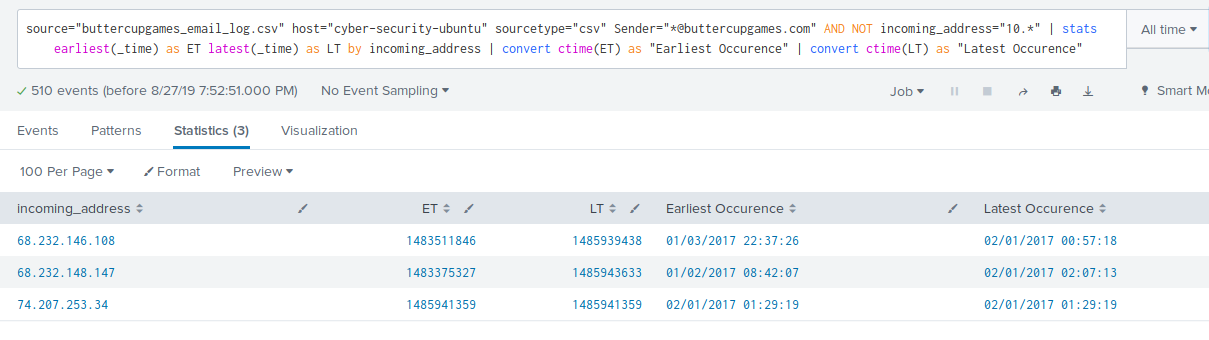 source="buttercupgames_email_log.csv" host="cyber-security-ubuntu" sourcetype="csv" Sender="*@buttercupgames.com" AND NOT incoming_address="10.*" | stats
earliest(_time) as ET latest(_time) as LT by incoming_address | convert ctime(ET) as "Earliest Occurence" | convert ctime(LT) as "Latest Occurence"
All time
510 events (before 8/27/19 7:52:51.000 PM) No Event Sampling Job Smart Mo
Events Patterns Statistics (3) Visualization
100 Per Page Format Preview
incoming_address ET LT Earliest Occurence Latest Occurence
68.232.146.108 1483511846 1485939438 01/03/2017 22:37:26 02/01/2017 00:57:18
68.232.148.147 1483375327 1485943633 01/02/2017 08:42:07 02/01/2017 02:07:13
74.207.253.34 1485941359 1485941359 02/01/2017 01:29:19 02/01/2017 01:29:19